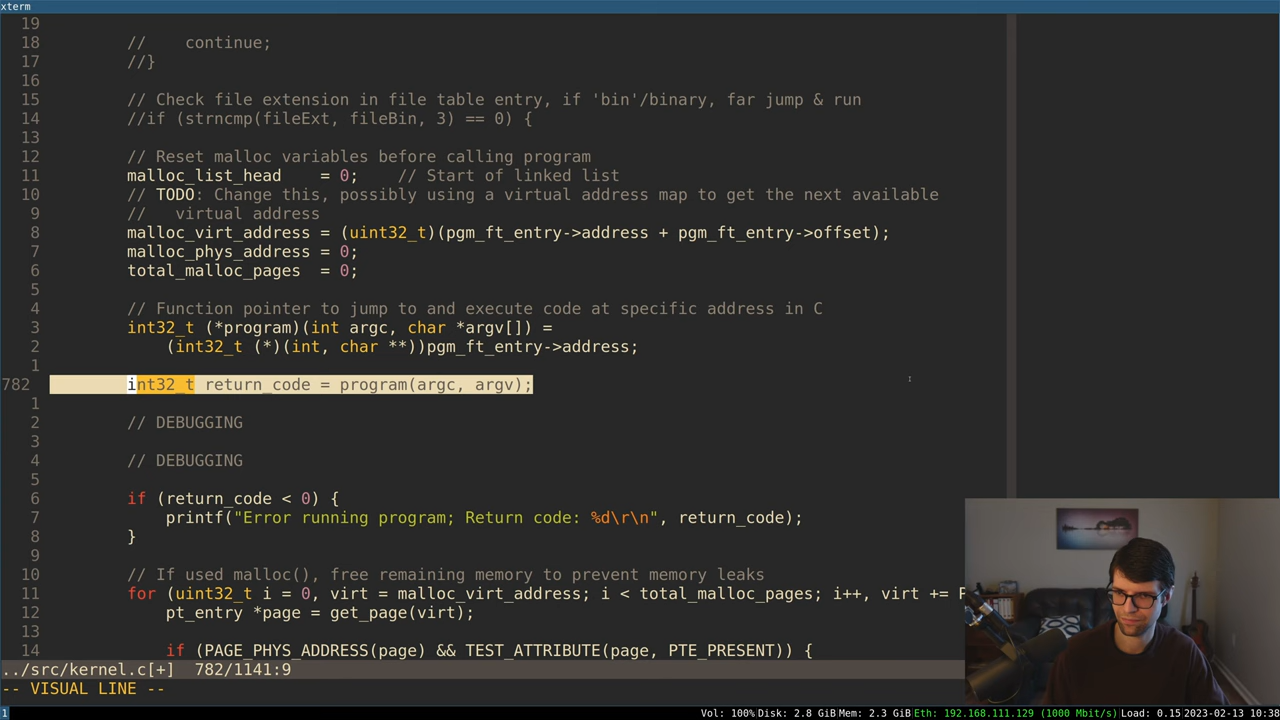 xterm
19
18 //    continue;
17 //}
16
15 // Check file extension in file table entry, if 'bin'/binary, far jump & run
14 //if (strncmp(fileExt, fileBin, 3) == 0) {
13
12 // Reset malloc variables before calling program
11 malloc_list_head    = 0;    // Start of linked list
10 // TODO: Change this, possibly using a virtual address map to get the next available
9 //   virtual address
8 malloc_virt_address = (uint32_t)(pgm_ft_entry->address + pgm_ft_entry->offset);
7 malloc_phys_address = 0;
6 total_malloc_pages  = 0;
5
4 // Function pointer to jump to and execute code at specific address in C
3 int32_t (*program)(int argc, char *argv[]) =
2     (int32_t (*)(int, char **))pgm_ft_entry->address;
1
782 int32_t return_code = program(argc, argv);
1
2 // DEBUGGING
3
4 // DEBUGGING
5
6 if (return_code < 0) {
7     printf("Error running program; Return code: %d\r\n", return_code);
8 }
9
10 // If used malloc(), free remaining memory to prevent memory leaks
11 for (uint32_t i = 0, virt = malloc_virt_address; i < total_malloc_pages; i++, virt += P
12     pt_entry *page = get_page(virt);
13
14     if (PAGE_PHYS_ADDRESS(page) && TEST_ATTRIBUTE(page, PTE_PRESENT)) {
../src/kernel.c[+]  782/1141:9
-- VISUAL LINE --
1 Vol: 100% Disk: 2.8 GiB Mem: 2.3 GiB Eth: 192.168.111.129 (1000 Mbit/s) Load: 0.15 2023-02-13 10:38